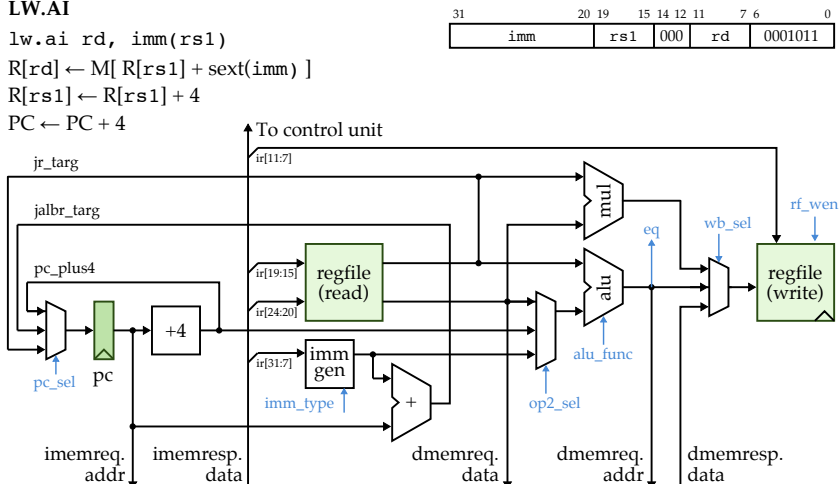 LW.AI
lw.ai rd, imm(rs1)
R[rd] ← M[ R[rs1] + sext(imm) ]
R[rs1] ← R[rs1] + 4
PC ← PC + 4
31 20 19 15 14 12 11 7 6 0
imm rs1 000 rd 0001011
To control unit
ir[11:7]
jr_targ
jalbr_targ
pc_plus4
pc_sel
pc
+4
ir[19:15]
ir[24:20]
ir[31:7]
regfile
(read)
imm
gen
imm_type
+
op2_sel
mul
alu
alu_func
eq
wb_sel
rf_wen
regfile
(write)
imemreq.
addr
imemresp.
data
dmemreq.
data
dmemreq.
addr
dmemresp.
data